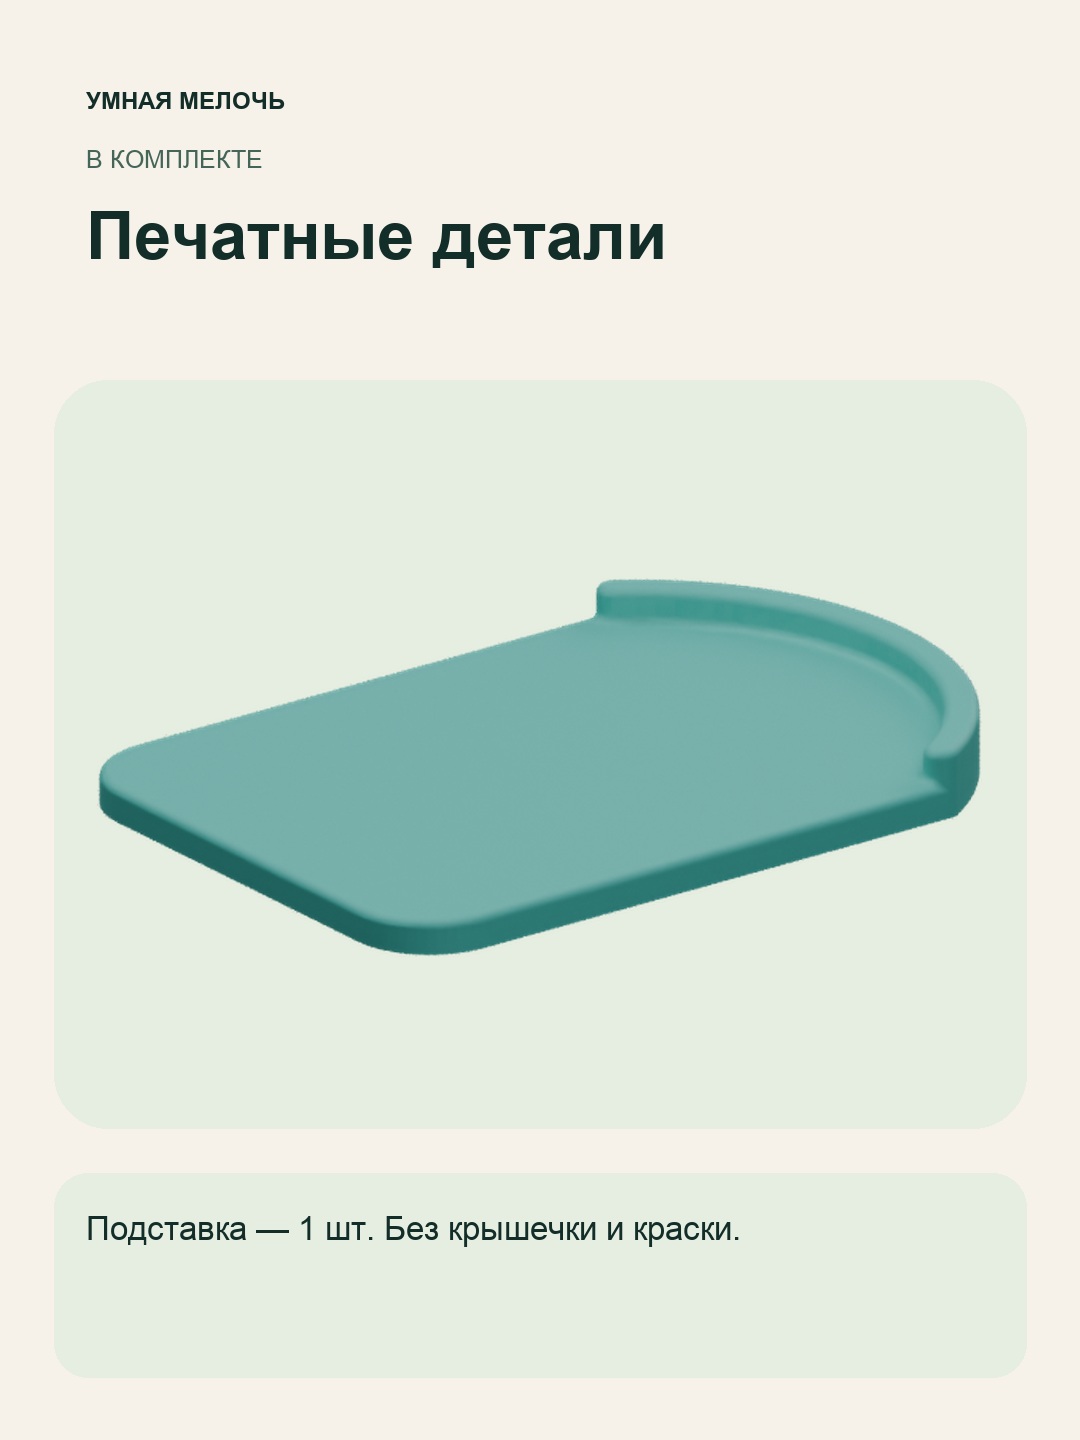 УМНАЯ МЕЛОЧЬ
В КОМПЛЕКТЕ
Печатные детали
Подставка — 1 шт. Без крышечки и краски.